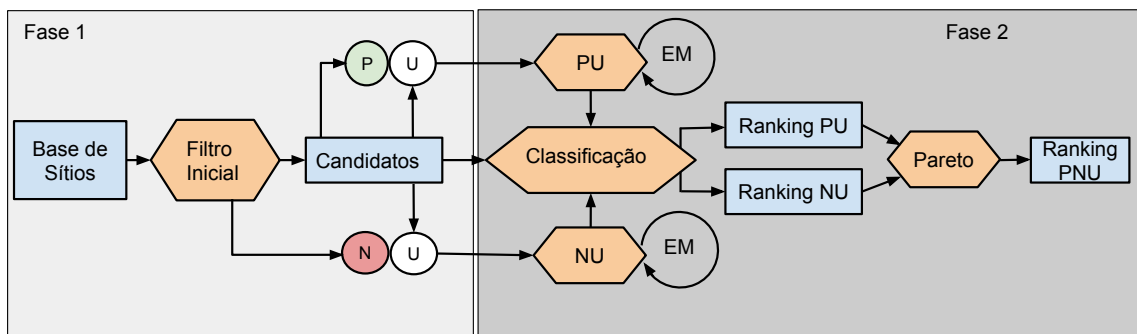 Fase 1
Fase 2
P
U
PU
EM
Base de
Sítios
Filtro
Inicial
Candidatos
Classificação
Ranking PU
Ranking NU
Pareto
Ranking
PNU
N
U
NU
EM